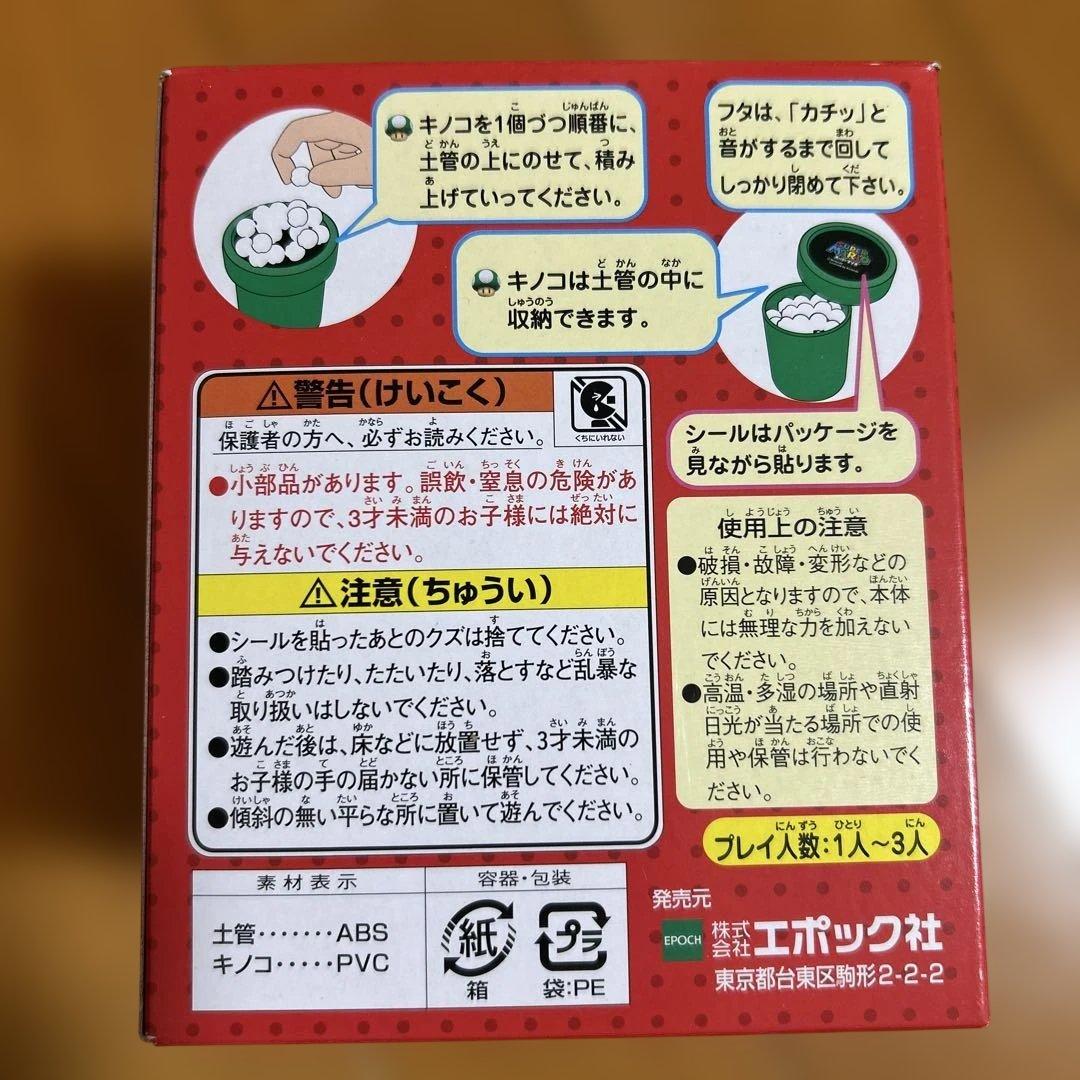 キノコを1個づつ順番に、
土管の上にのせて、積み
上げていってください。
フタは、「カチッ」と
音がするまで回して
しっかり閉めて下さい。
キノコは土管の中に
収納できます。
SUPER
MARIO
シールはパッケージを
見ながら貼ります。
⚠警告(けいこく)
くちにいれない
保護者の方へ、必ずお読みください。
●小部品があります。誤飲・窒息の危険があ
りますので、3才未満のお子様には絶対に
与えないでください。
⚠注意(ちゅうい)
●シールを貼ったあとのクズは捨ててください。
●踏みつけたり、たたいたり、落とすなど乱暴な
取り扱いはしないでください。
●遊んだ後は、床などに放置せず、3才未満の
お子様の手の届かない所に保管してください。
●傾斜の無い平らな所に置いて遊んでください。
使用上の注意
●破損・故障・変形などの
原因となりますので、本体
には無理な力を加えない
でください。
●高温・多湿の場所や直射
日光が当たる場所での使
用や保管は行わないでく
ださい。
プレイ人数:1人〜3人
素材表示
土管・・・・・・・ABS
キノコ・・・・・PVC
容器・包装
紙
箱
プラ
袋:PE
発売元
EPOCH
株式会社エポック社
東京都台東区駒形2-2-2